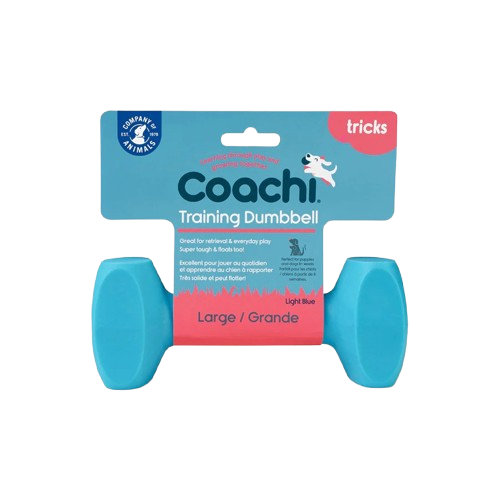 COMPANY of
ANIMALS
EST. 1979
tricks
Coachi®
Training Dumbbell
Great for retrieval & everyday play
Super tough & floats too!
Excellent pour jouer au quotidien
et apprendre au chien à rapporter
Très solide et peut flotter!
Light Blue
Large / Grande